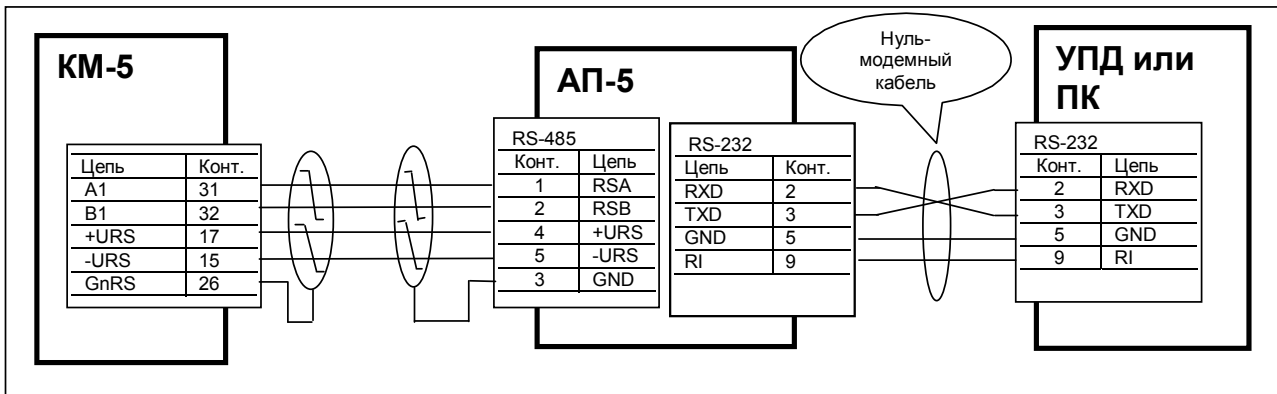 КМ-5
Цепь Конт.
A1 31
B1 32
+URS 17
-URS 15
GnRS 26
АП-5
RS-485
Конт. Цепь
1 RSA
2 RSB
4 +URS
5 -URS
3 GND
RS-232
Цепь Конт.
RXD 2
TXD 3
GND 5
RI 9
Нуль-
модемный
кабель
УПД или
ПК
RS-232
Конт. Цепь
2 RXD
3 TXD
5 GND
9 RI